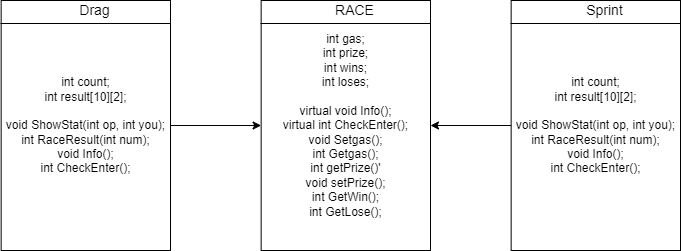 Drag
int count;
int result[10][2];
void ShowStat(int op, int you);
int RaceResult(int num);
void Info();
int CheckEnter();
RACE
int gas;
int prize;
int wins;
int loses;
virtual void Info();
virtual int CheckEnter();
void Setgas();
int Getgas();
int getPrize()'
void setPrize();
int GetWin();
int GetLose();
Sprint
int count;
int result[10][2];
void ShowStat(int op, int you);
int RaceResult(int num);
void Info();
int CheckEnter();